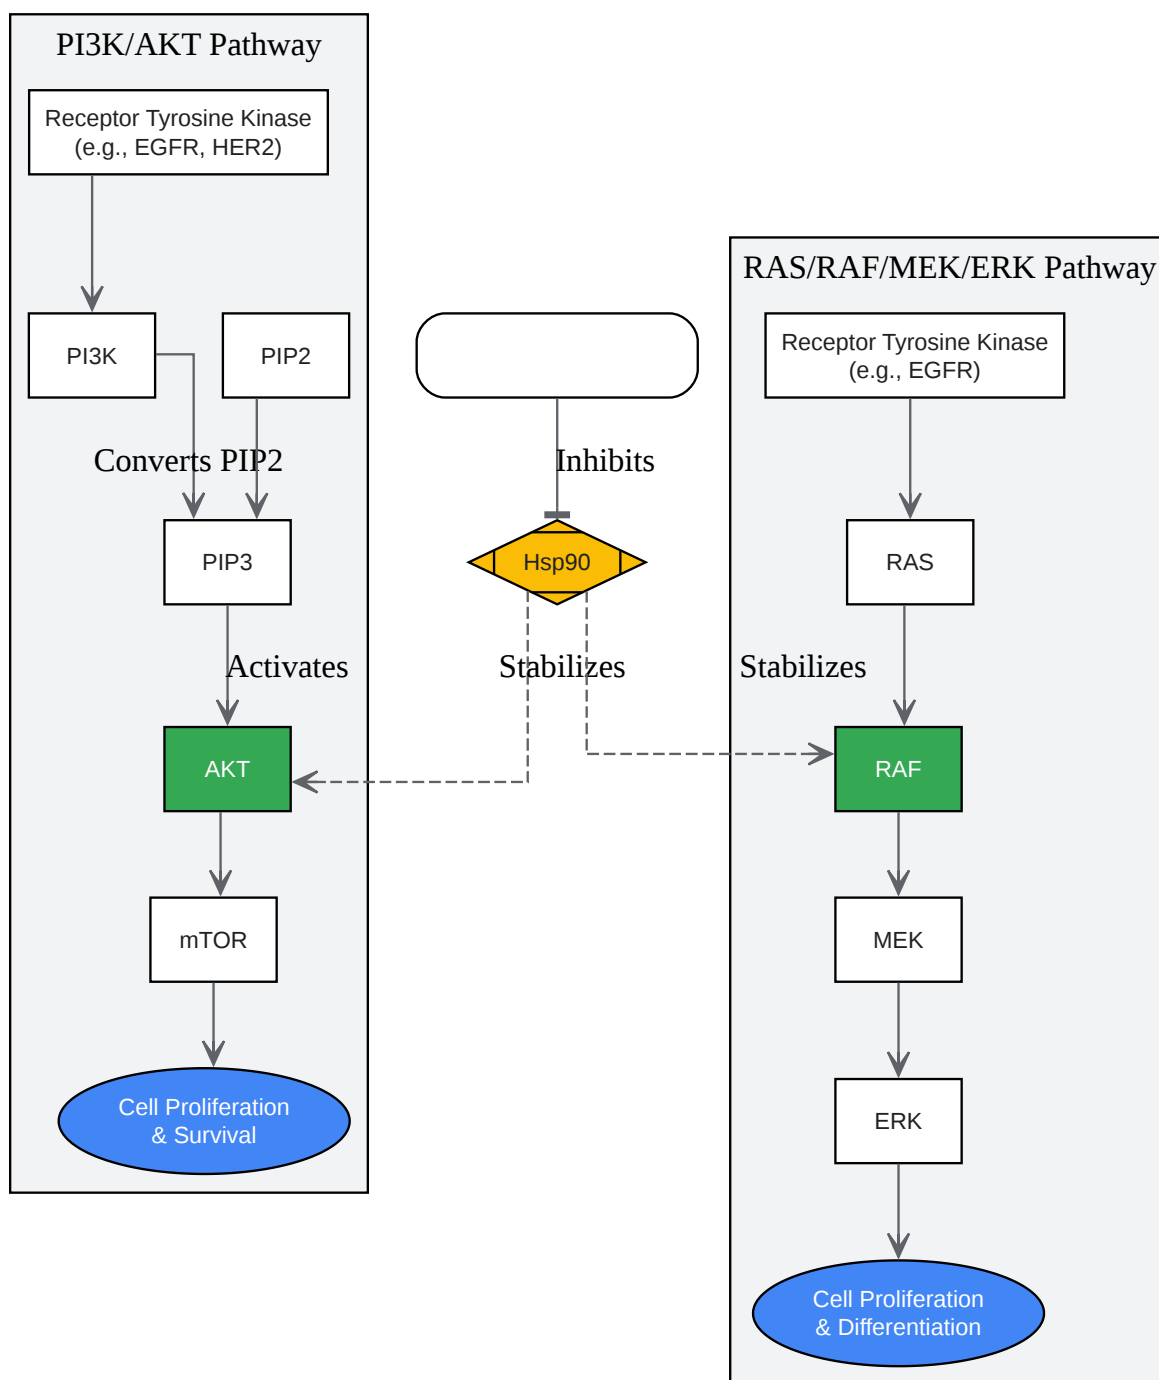 PI3K/AKT Pathway
Receptor Tyrosine Kinase
(e.g., EGFR, HER2)
PI3K
PIP2
Converts PIP2
PIP3
Activates
AKT
mTOR
Cell Proliferation
& Survival
Inhibits
Hsp90
Stabilizes
Stabilizes
RAS/RAF/MEK/ERK Pathway
Receptor Tyrosine Kinase
(e.g., EGFR)
RAS
RAF
MEK
ERK
Cell Proliferation
& Differentiation